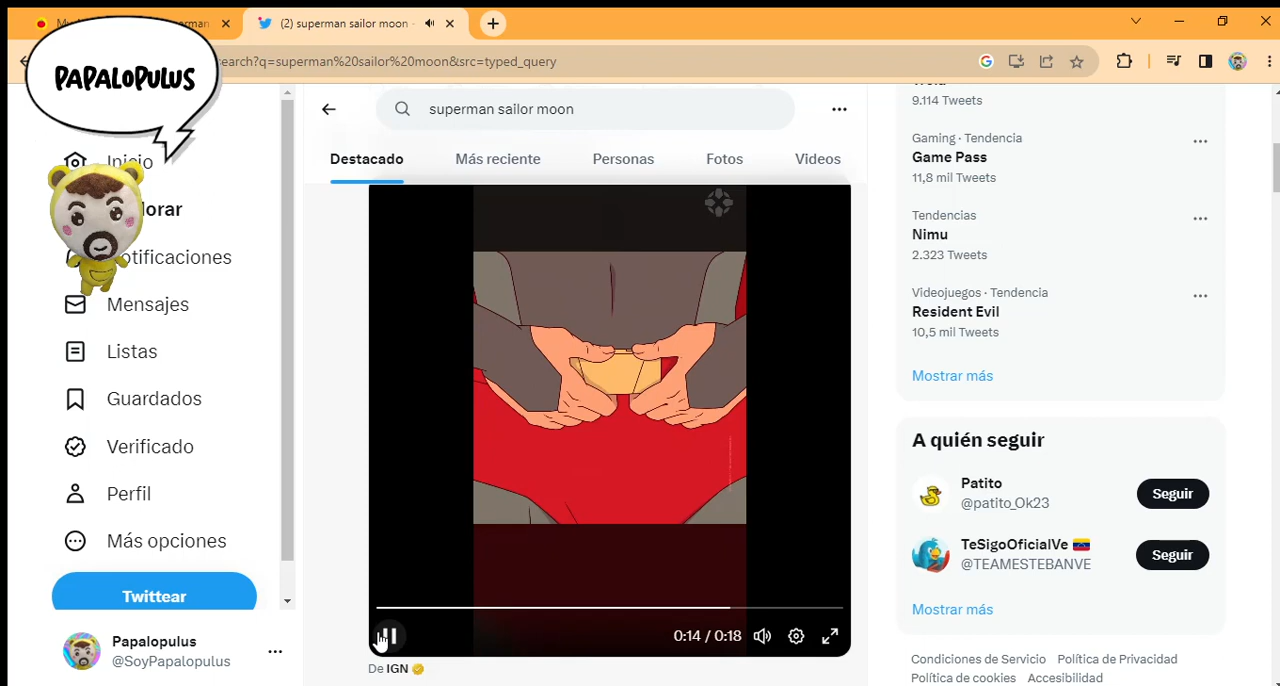 (2) superman sailor moon
search?q=superman%20sailor%20moon&src=typed_query
PAPALOPULUS
superman sailor moon
Destacado Más reciente Personas Fotos Videos
Inicio
Notificaciones
Mensajes
Listas
Guardados
Verificado
Perfil
Más opciones
Twittear
Papalopulus
@SoyPapalopulus
0:14 / 0:18
De IGN
9.114 Tweets
Gaming · Tendencia
Game Pass
11,8 mil Tweets
Tendencias
Nimu
2.323 Tweets
Videojuegos · Tendencia
Resident Evil
10,5 mil Tweets
Mostrar más
A quién seguir
Patito
@patito_Ok23
Seguir
TeSigoOficialVe
@TEAMESTEBANVE
Seguir
Mostrar más
Condiciones de Servicio Política de Privacidad
Política de cookies Accesibilidad